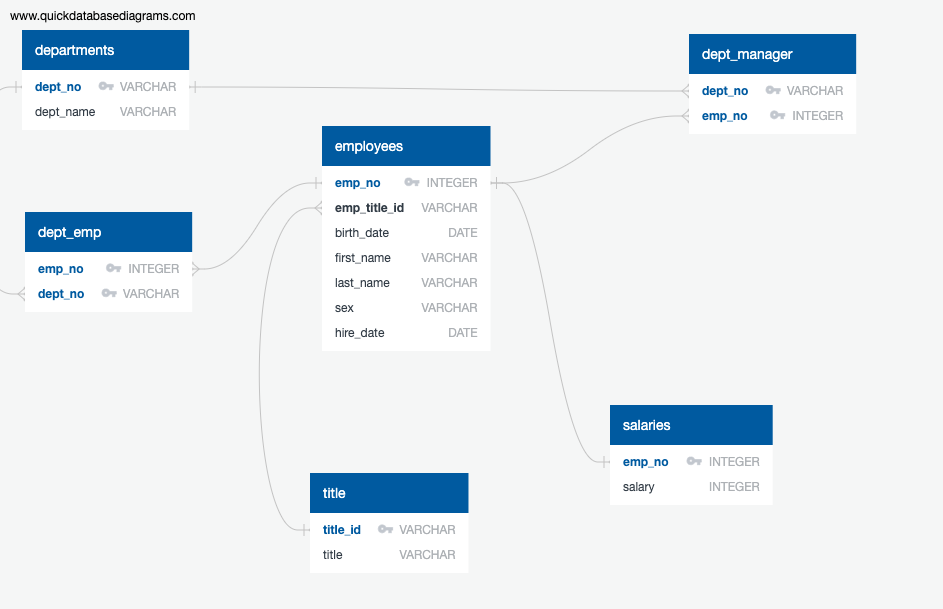 www.quickdatabasediagrams.com
departments
dept_no VARCHAR
dept_name VARCHAR
dept_manager
dept_no VARCHAR
emp_no INTEGER
employees
emp_no INTEGER
emp_title_id VARCHAR
birth_date DATE
first_name VARCHAR
last_name VARCHAR
sex VARCHAR
hire_date DATE
dept_emp
emp_no INTEGER
dept_no VARCHAR
salaries
emp_no INTEGER
salary INTEGER
title
title_id VARCHAR
title VARCHAR